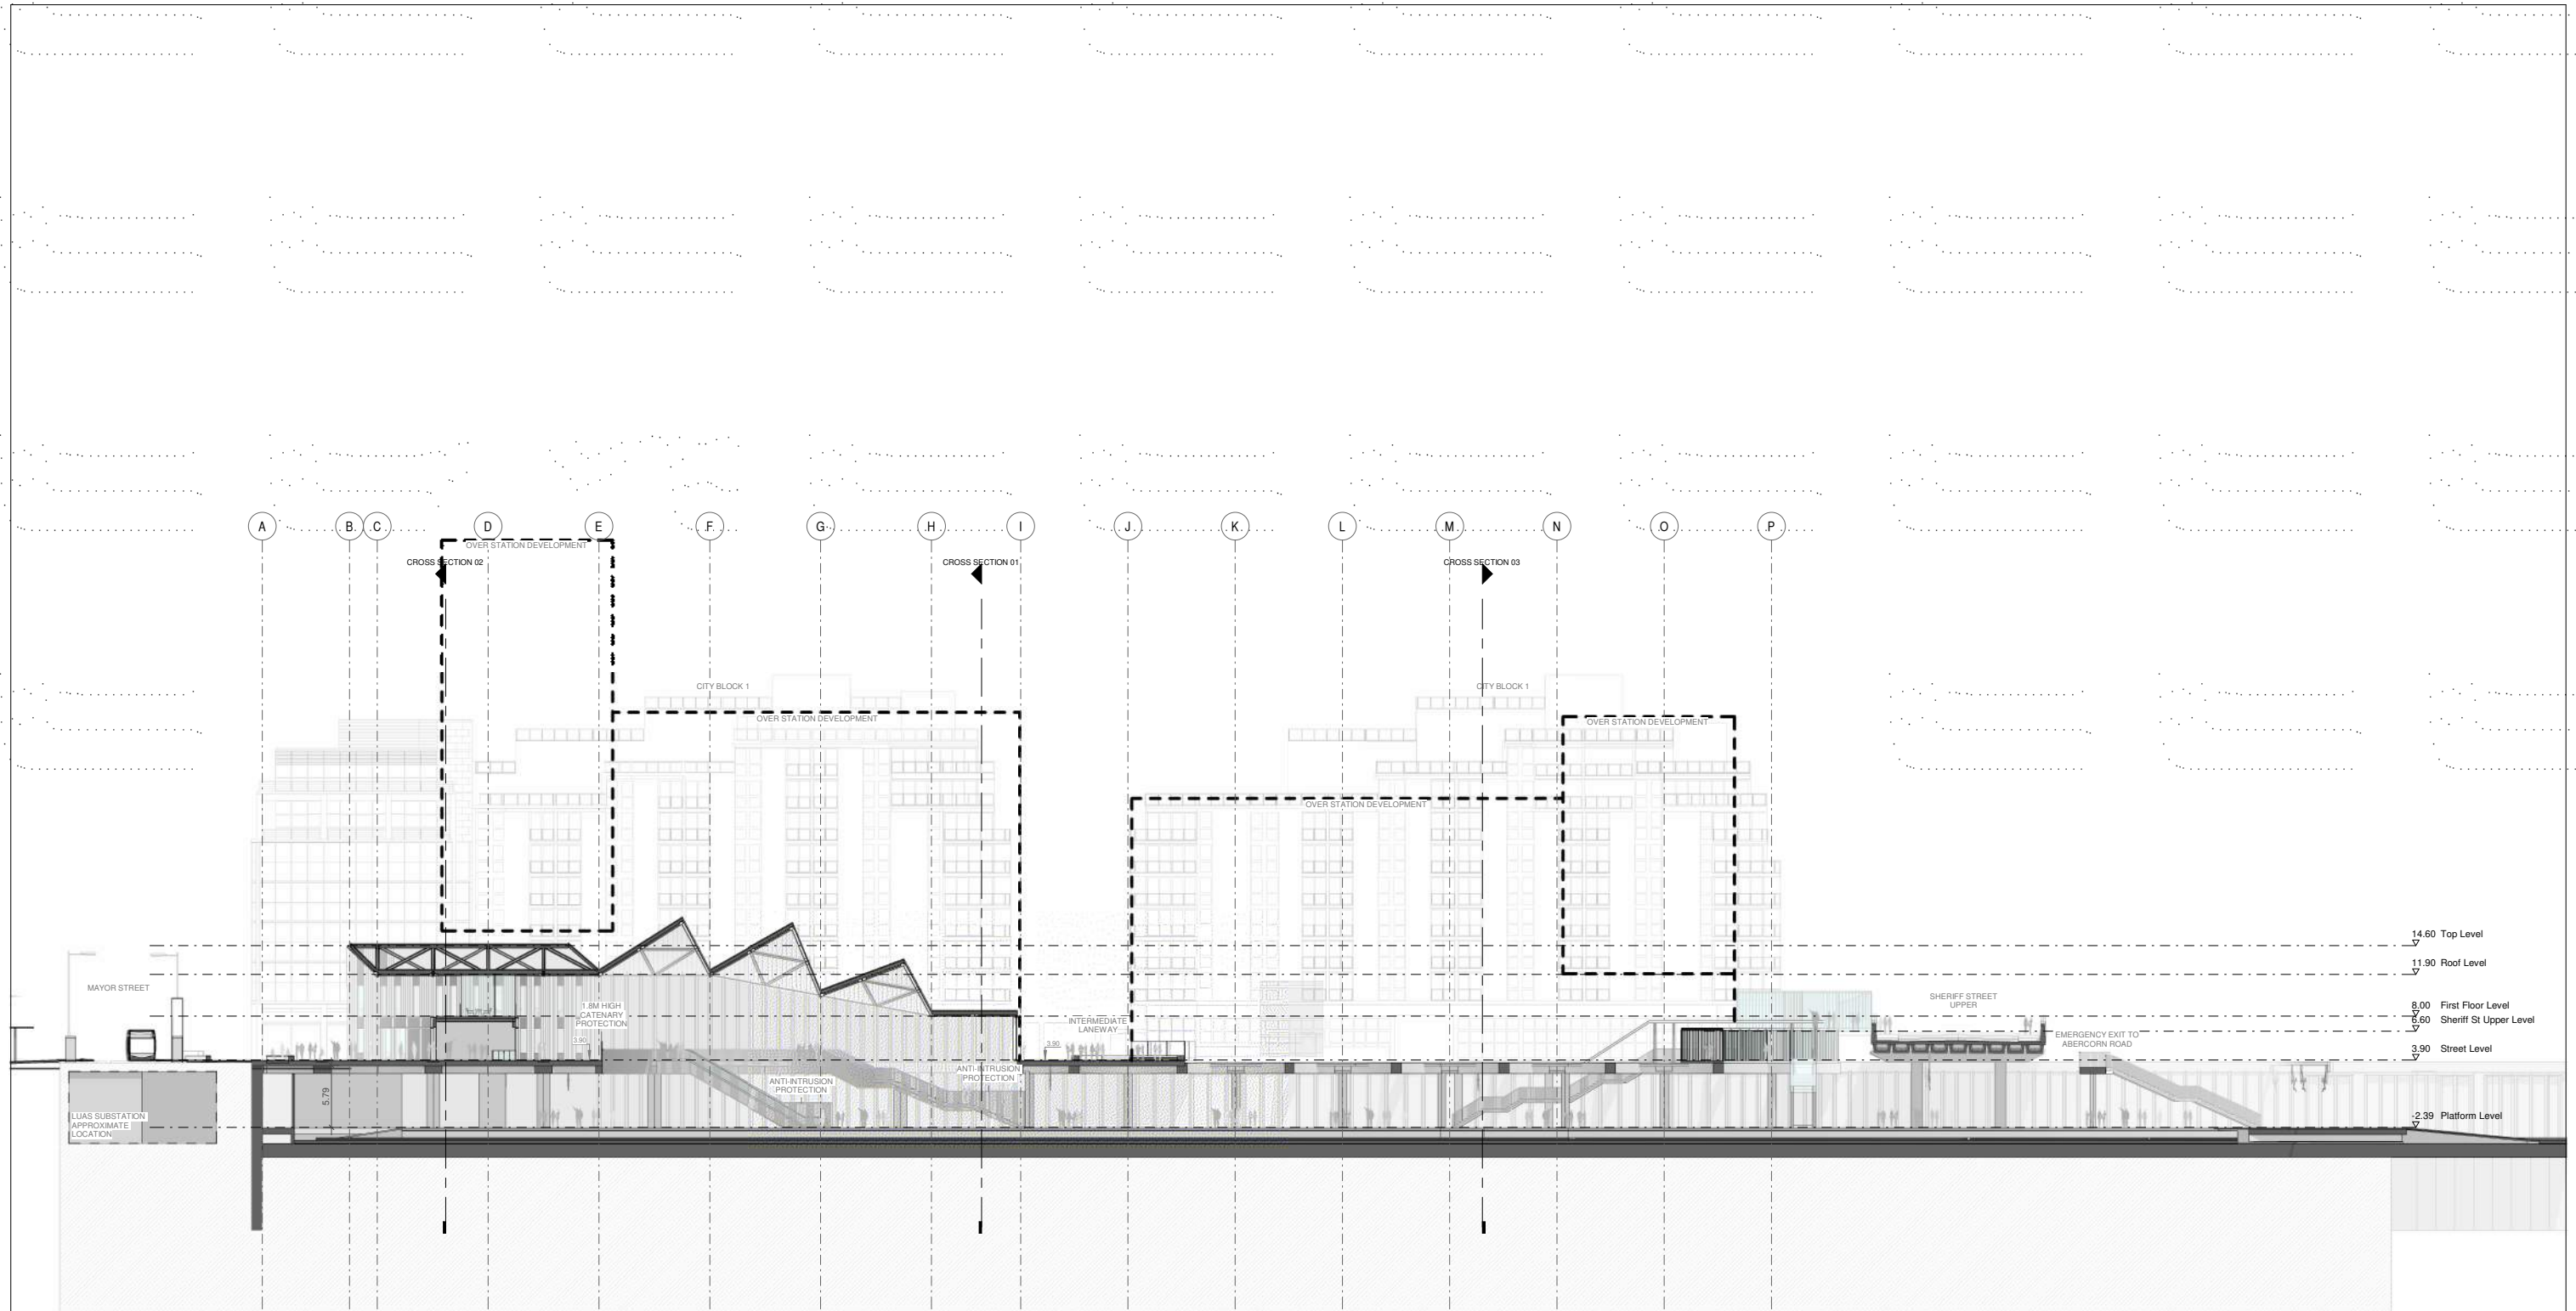 A B C D E F G H I J K L M N O P
OVER STATION DEVELOPMENT
CROSS SECTION 02
CROSS SECTION 01
CROSS SECTION 03
CITY BLOCK 1
CITY BLOCK 1
OVER STATION DEVELOPMENT
OVER STATION DEVELOPMENT
OVER STATION DEVELOPMENT
14.60 Top Level
11.90 Roof Level
MAYOR STREET
1.8M HIGH
CATENARY
PROTECTION
3.90
INTERMEDIATE
LANEWAY
3.90
SHERIFF STREET
UPPER
8.00 First Floor Level
6.60 Sheriff St Upper Level
EMERGENCY EXIT TO
ABERCORN ROAD
3.90 Street Level
ANTI-INTRUSION
PROTECTION
ANTI-INTRUSION
PROTECTION
5.79
LUAS SUBSTATION
APPROXIMATE
LOCATION
-2.39 Platform Level